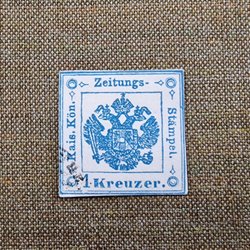 Zeitungs-
Kais. Kön.
Stämpel.
1 Kreuzer.